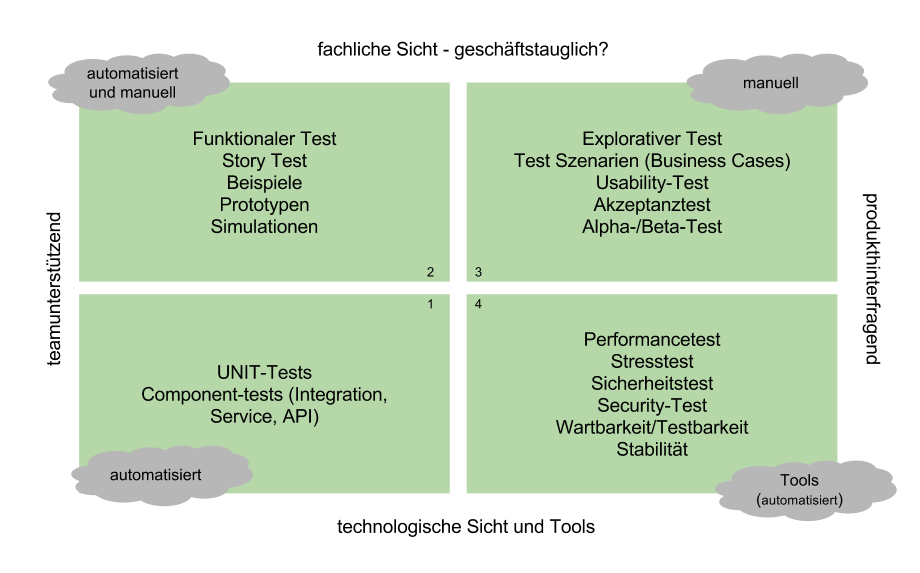 fachliche Sicht - geschäftstauglich?
automatisiert
und manuell
manuell
Funktionaler Test
Story Test
Beispiele
Prototypen
Simulationen
2
Explorativer Test
Test Szenarien (Business Cases)
Usability-Test
Akzeptanztest
Alpha-/Beta-Test
3
teamunterstützend
produkthinterfragend
1
UNIT-Tests
Component-tests (Integration,
Service, API)
automatisiert
4
Performancetest
Stresstest
Sicherheitstest
Security-Test
Wartbarkeit/Testbarkeit
Stabilität
Tools
(automatisiert)
technologische Sicht und Tools